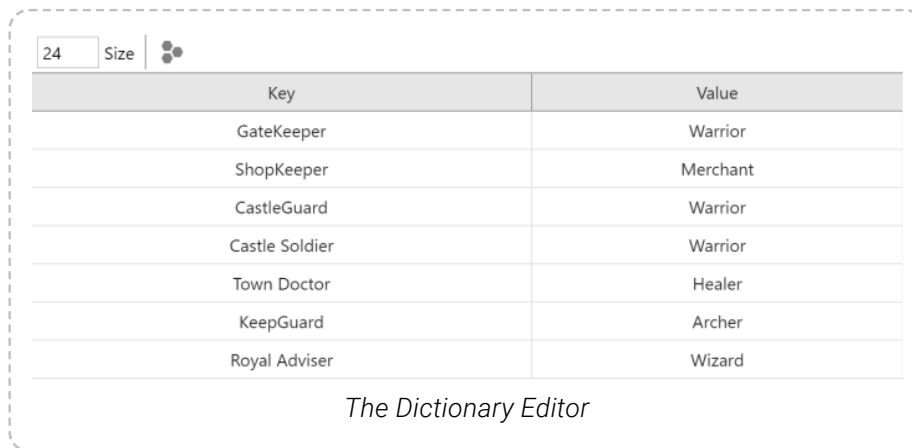 24 Size
Key Value
GateKeeper Warrior
ShopKeeper Merchant
CastleGuard Warrior
Castle Soldier Warrior
Town Doctor Healer
KeepGuard Archer
Royal Adviser Wizard
The Dictionary Editor